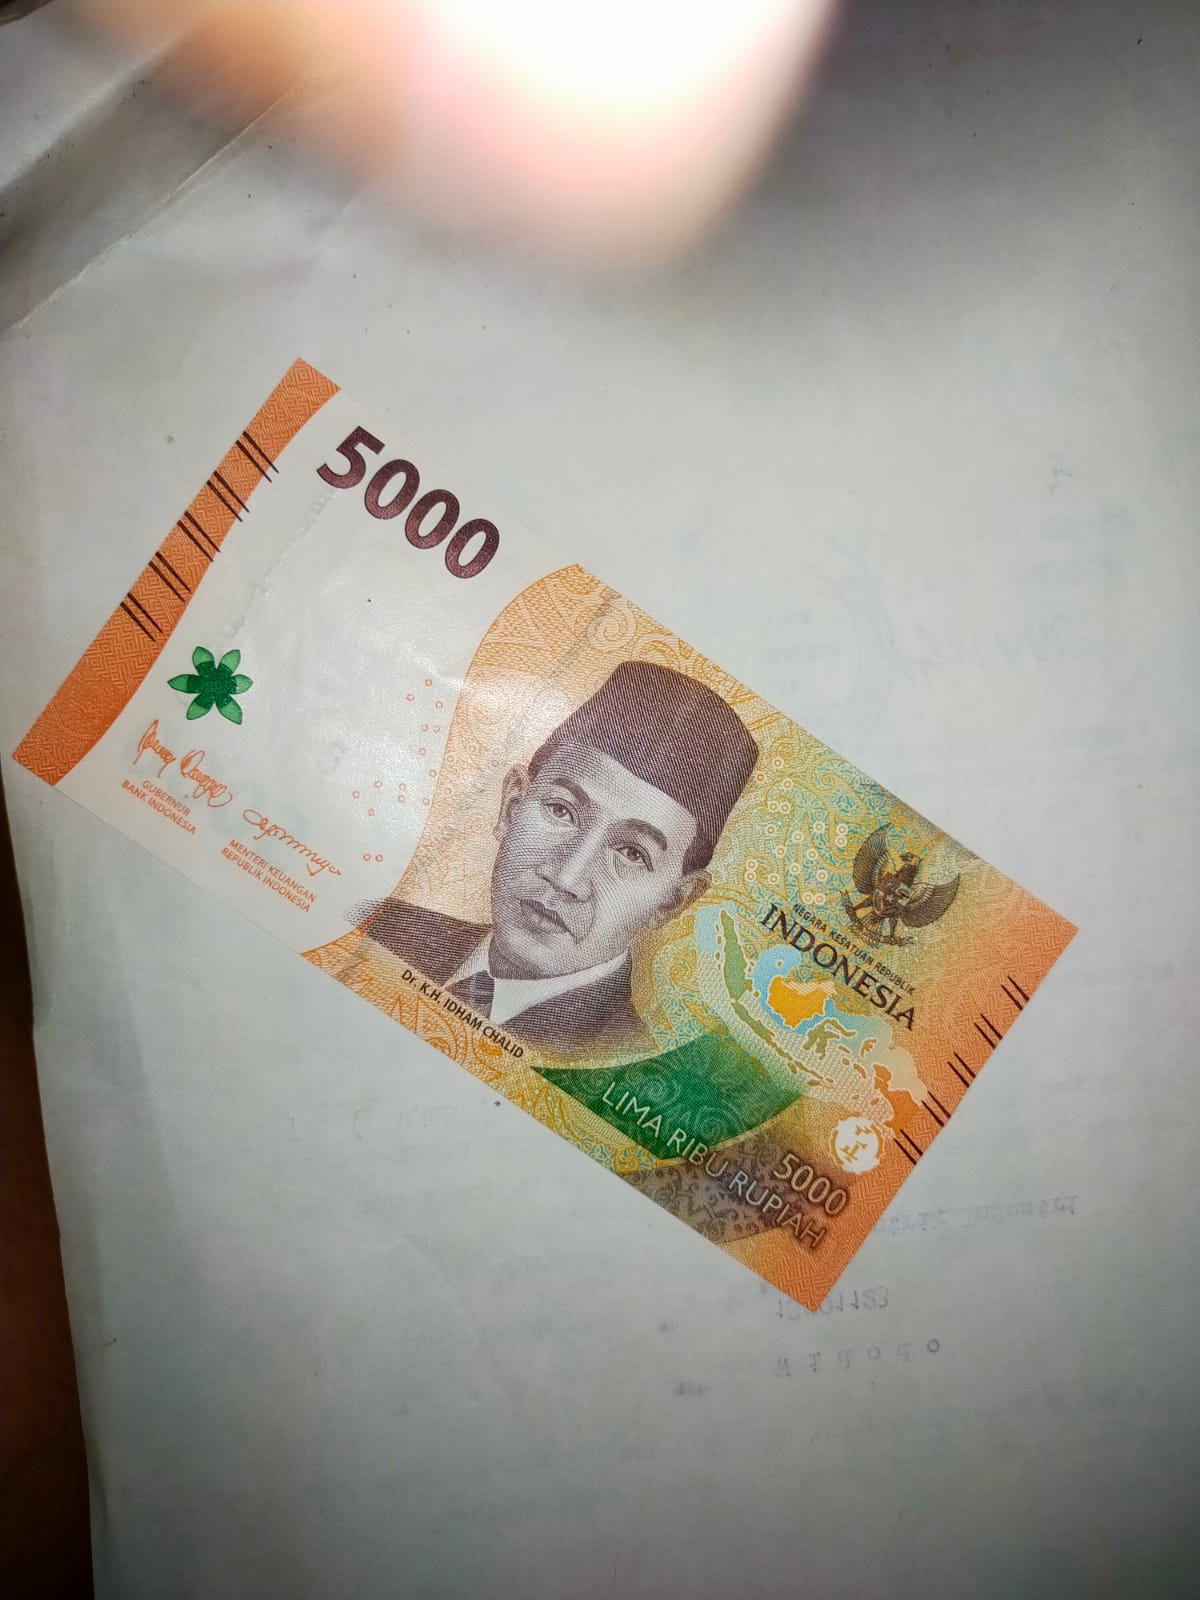 5000
GUBERNUR
BANK INDONESIA
MENTERI KEUANGAN
REPUBLIK INDONESIA
Dr. K.H. IDHAM CHALID
NEGARA KESATUAN REPUBLIK
INDONESIA
LIMA RIBU RUPIAH
5000
Widodo